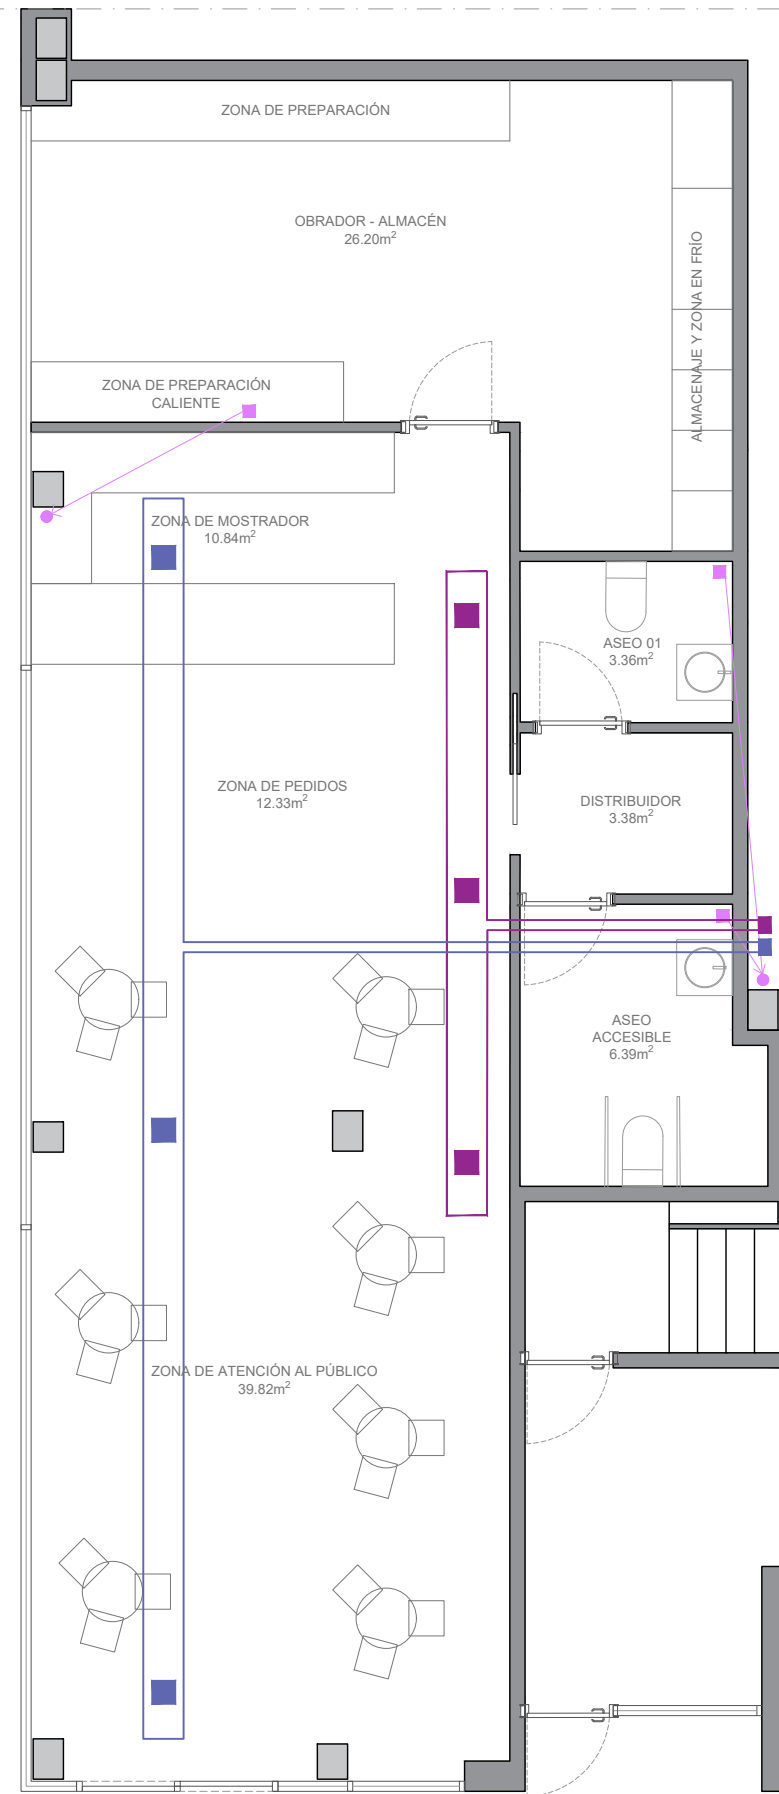 ZONA DE PREPARACIÓN
OBRADOR - ALMACÉN
26.20m²
ALMACENAJE Y ZONA EN FRÍO
ZONA DE PREPARACIÓN
CALIENTE
ZONA DE MOSTRADOR
10.84m²
ASEO 01
3.36m²
ZONA DE PEDIDOS
12.33m²
DISTRIBUIDOR
3.38m²
ASEO
ACCESIBLE
6.39m²
ZONA DE ATENCIÓN AL PÚBLICO
39.82m²